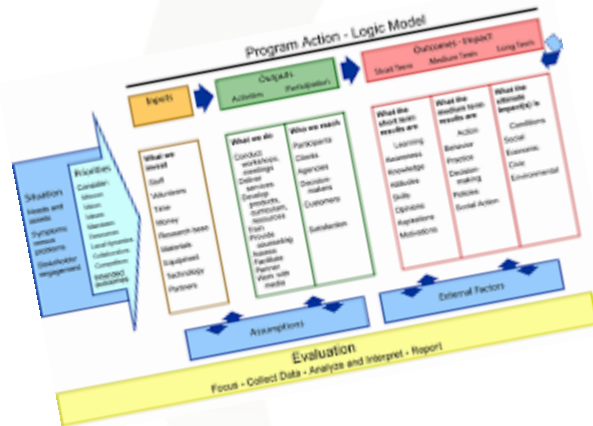 Program Action - Logic Model
Inputs
Outputs
Activities Participation
Outcomes - Impact
Short Term Medium Term Long Term
Situation
Needs and
assets
Symptoms
versus
problems
Stakeholder
engagement
Priorities
Consider:
Mission
Vision
Values
Mandates
Resources
Local dynamics
Collaborators
Competitors
Intended
outcomes
What we
invest
Staff
Volunteers
Time
Money
Research base
Materials
Equipment
Technology
Partners
What we do
Conduct
workshops,
meetings
Deliver
services
Develop
products,
curriculum,
resources
Train
Provide
counseling
Assess
Facilitate
Partner
Work with
media
Who we reach
Participants
Clients
Agencies
Decision-
makers
Customers
Satisfaction
What the
short term
results are
Learning
Awareness
Knowledge
Attitudes
Skills
Opinions
Aspirations
Motivations
What the
medium term
results are
Action
Behavior
Practice
Decision-
making
Policies
Social Action
What the
ultimate
impact(s) is
Conditions
Social
Economic
Civic
Environmental
Assumptions
External Factors
Evaluation
Focus - Collect Data - Analyze and Interpret - Report